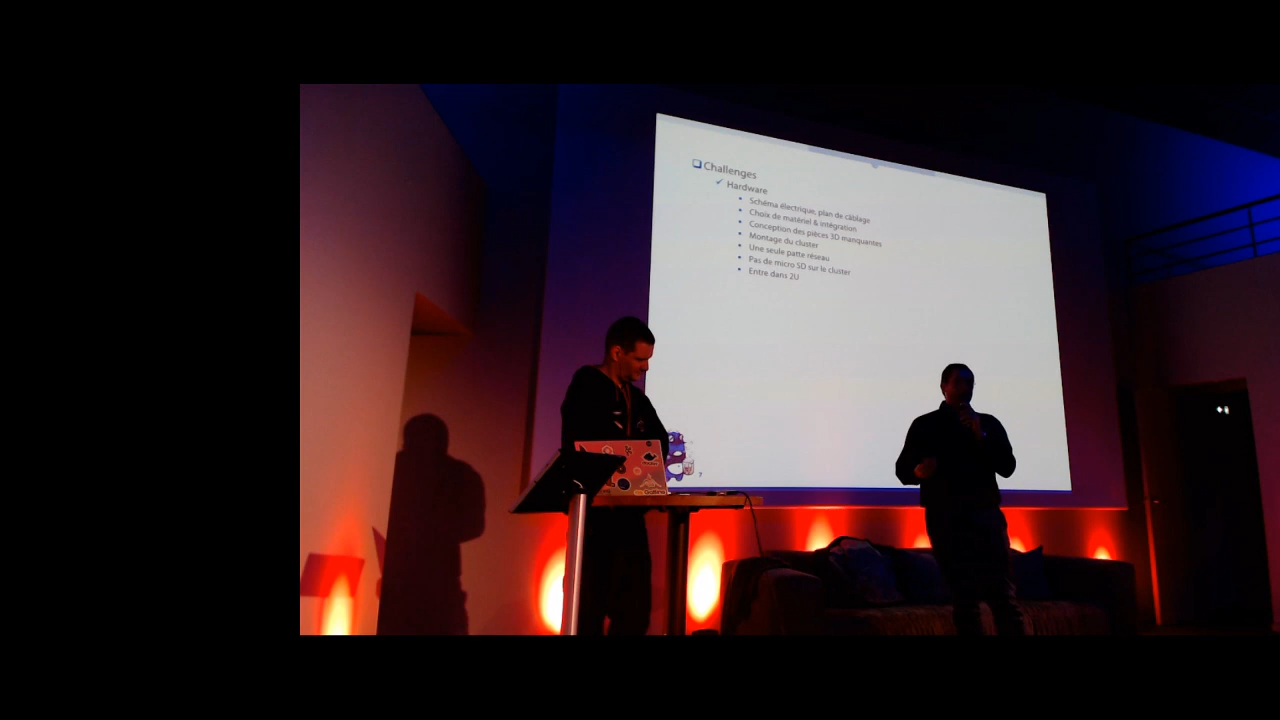 Challenges
Hardware
Schéma électrique, plan de câblage
Choix de matériel & intégration
Conception des pièces 3D manquantes
Montage du cluster
Une seule patte réseau
Pas de micro SD sur le cluster
Entre dans 2U